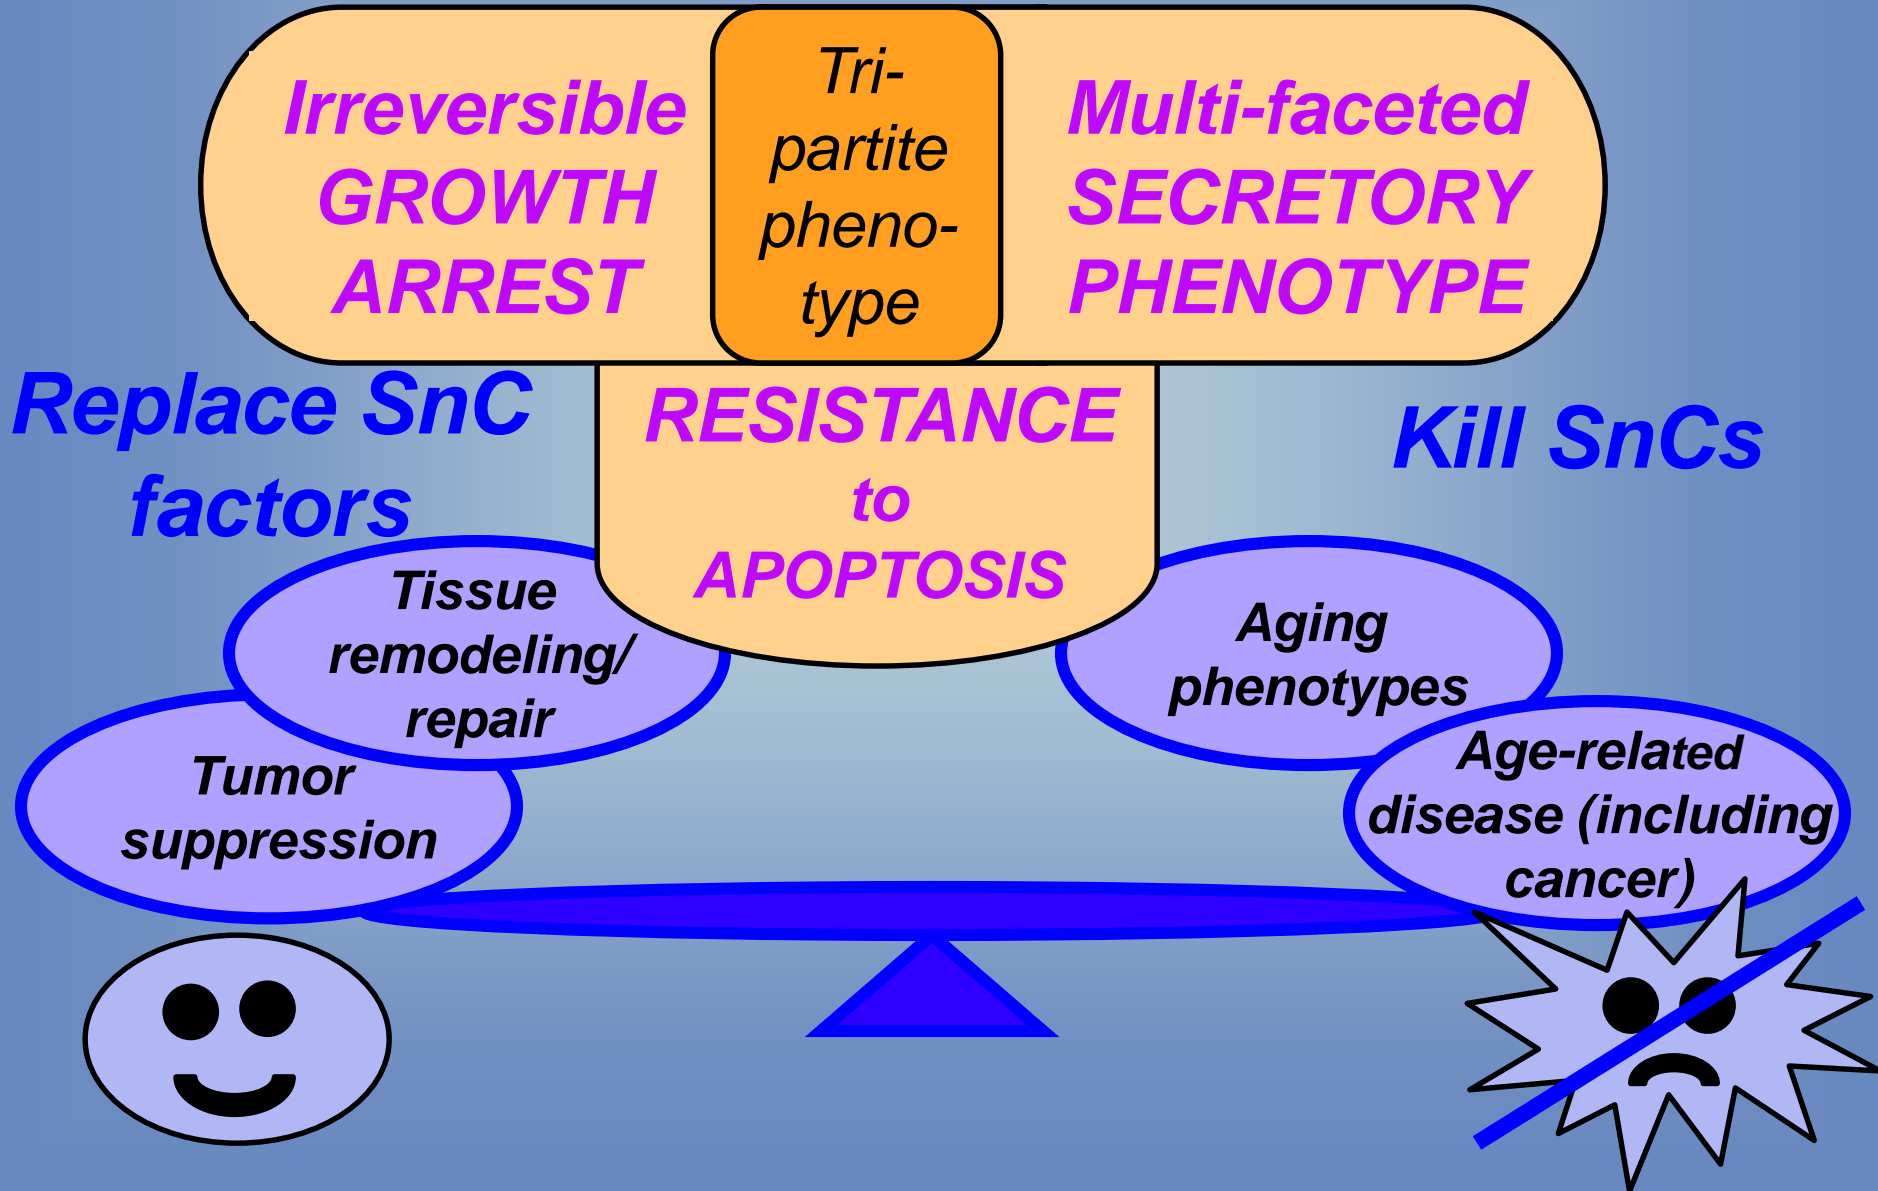 Irreversible
GROWTH
ARREST
Tri-
partite
pheno-
type
Multi-faceted
SECRETORY
PHENOTYPE
Replace SnC
factors
RESISTANCE
to
APOPTOSIS
Kill SnCs
Tissue
remodeling/
repair
Tumor
suppression
Aging
phenotypes
Age-related
disease (including
cancer)